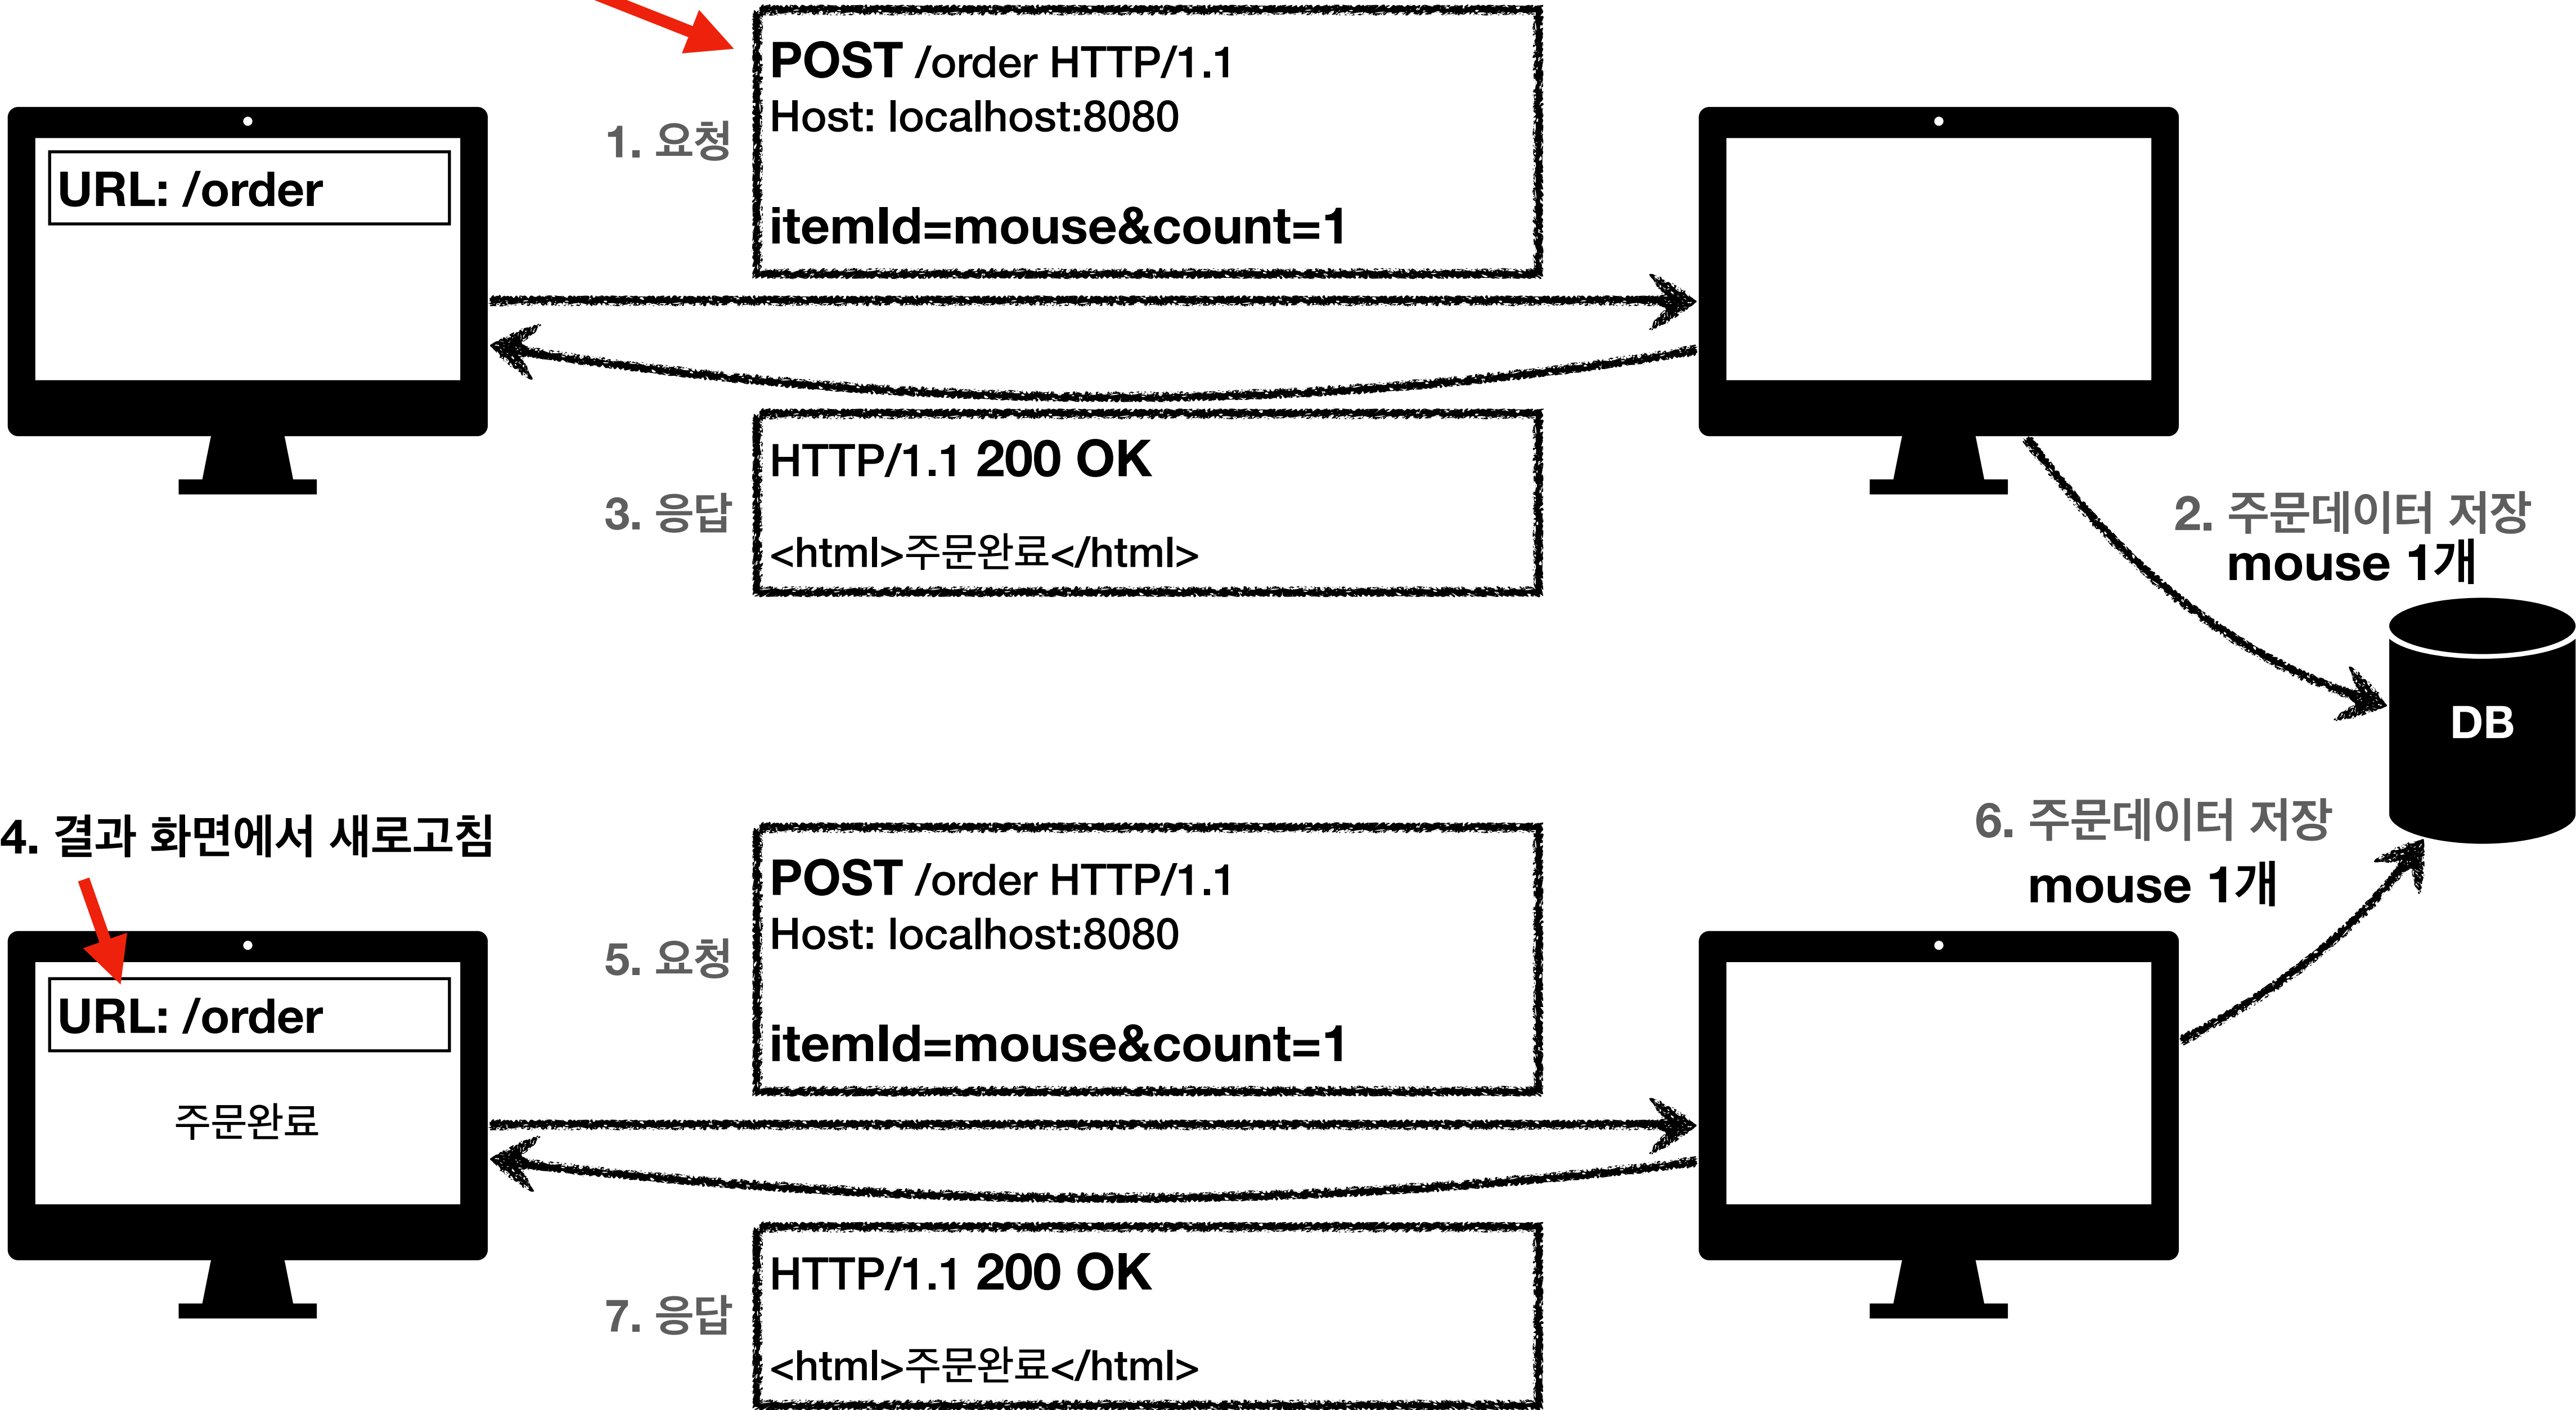 POST /order HTTP/1.1
Host: localhost:8080
1. 요청
URL: /order
itemId=mouse&count=1
HTTP/1.1 200 OK
3. 응답
<html>주문완료</html>
2. 주문데이터 저장
mouse 1개
DB
4. 결과 화면에서 새로고침
6. 주문데이터 저장
mouse 1개
POST /order HTTP/1.1
Host: localhost:8080
5. 요청
URL: /order
itemId=mouse&count=1
주문완료
HTTP/1.1 200 OK
7. 응답
<html>주문완료</html>